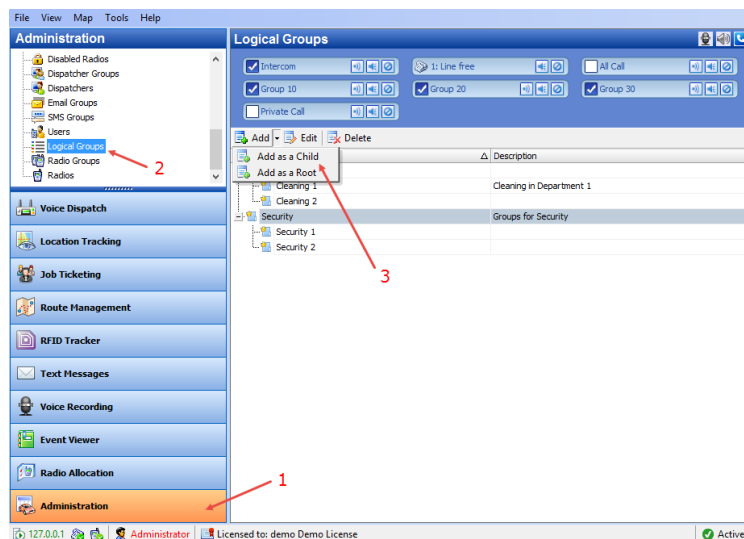 File View Map Tools Help
Administration
Disabled Radios
Dispatcher Groups
Dispatchers
Email Groups
SMS Groups
Users
Logical Groups
Radio Groups
Radios
2
Voice Dispatch
Location Tracking
Job Ticketing
Route Management
RFID Tracker
Text Messages
Voice Recording
Event Viewer
Radio Allocation
Administration
1
Logical Groups
Intercom
1: Line free
All Call
Group 10
Group 20
Group 30
Private Call
Add Edit Delete
Add as a Child
Add as a Root
Description
Cleaning 1 Cleaning in Department 1
Cleaning 2
Security Groups for Security
Security 1
Security 2
3
127.0.0.1 Administrator Licensed to: demo Demo License Active